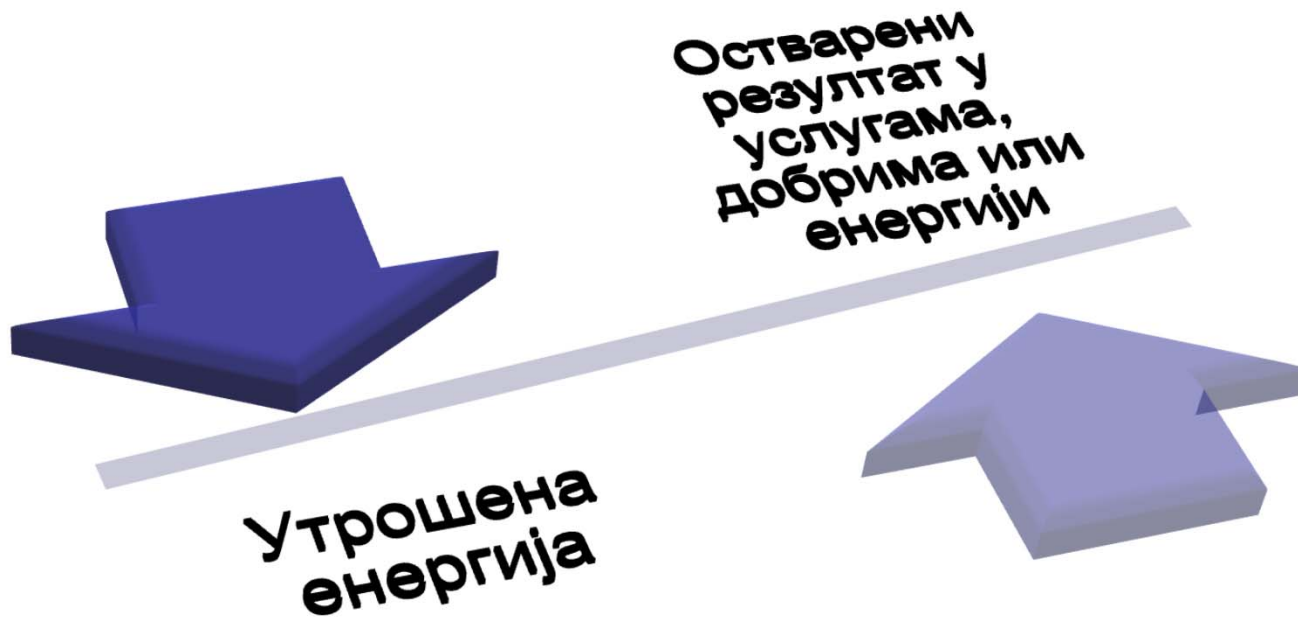 Остварени
резултат у
услугама,
добрима или
енергији
Утрошена
енергија